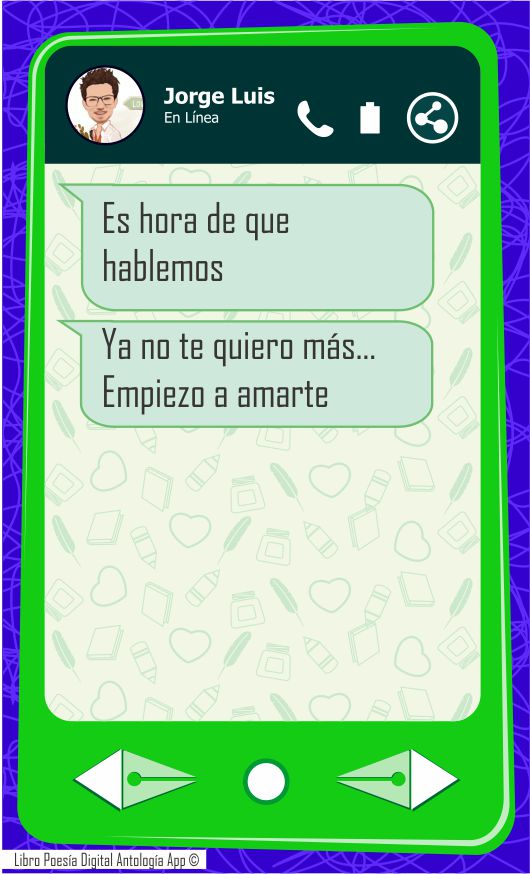 Jorge Luis
En Línea
Es hora de que
hablemos
Ya no te quiero más...
Empiezo a amarte
Libro Poesía Digital Antología App ©